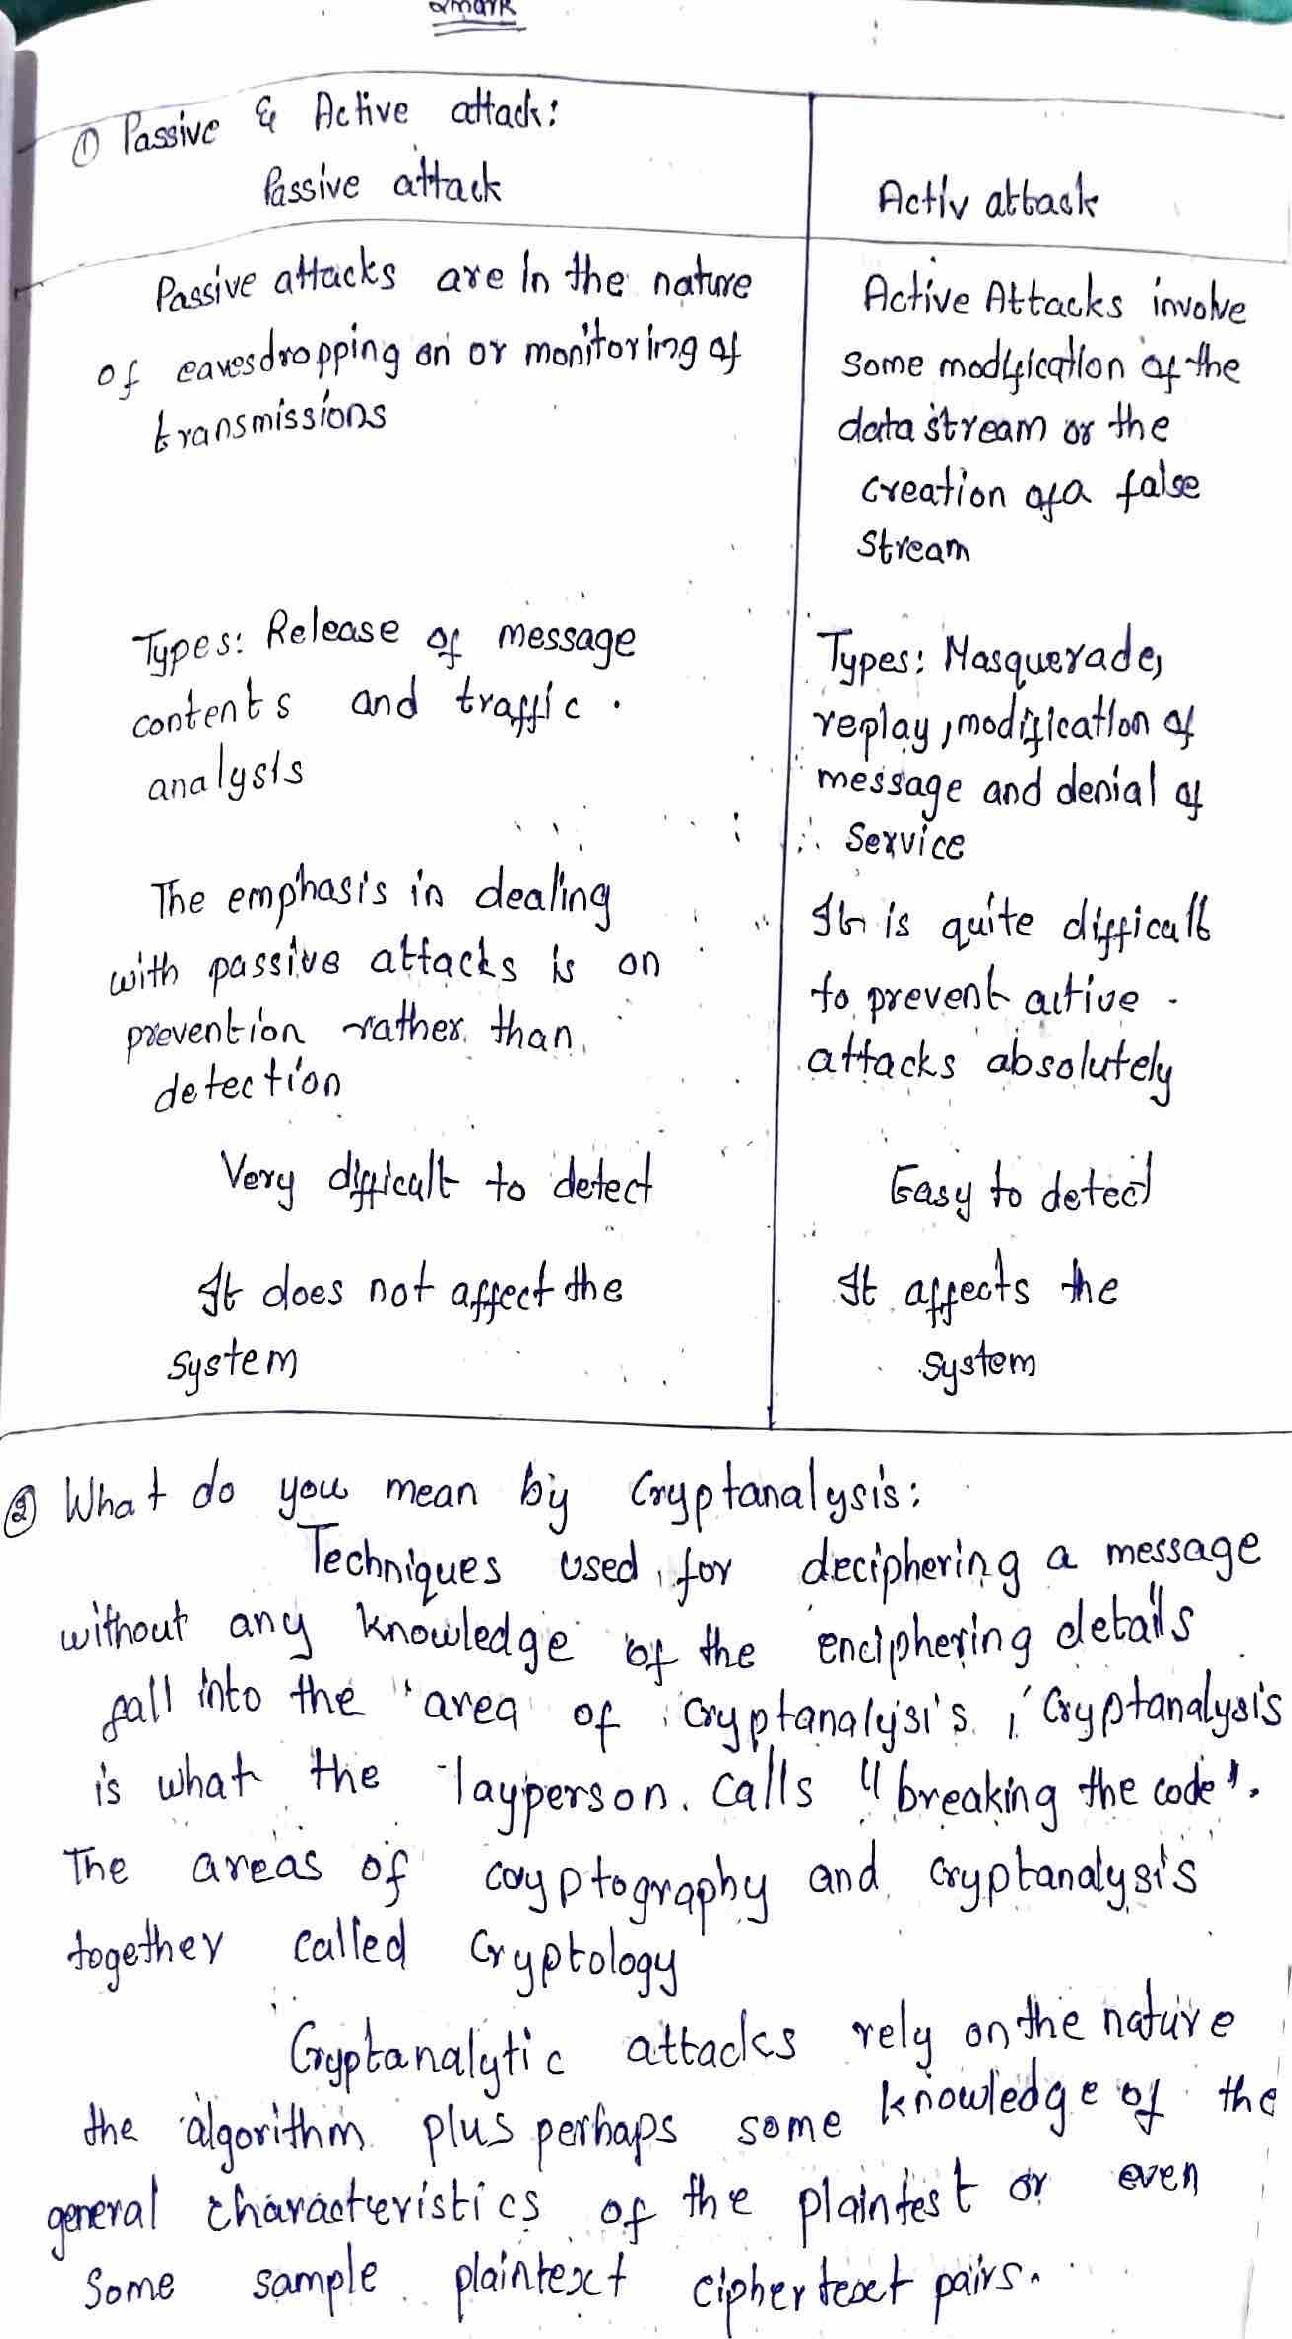 2mark
① Passive & Active attack:
Passive attack
Activ attack
Passive attacks are In the nature
of eavesdropping on or monitoring of
transmissions
Active Attacks involve
some modification of the
data stream or the
creation of a false
stream
Types: Release of message
contents and traffic.
analysis
Types: Masquerade,
replay, modification of
message and denial of
Service
The emphasis in dealing
with passive attacks is on
prevention rather than
detection
It is quite difficult
to prevent active
attacks absolutely
Very difficult to detect
Easy to detect
It does not affect the
system
It affects the
system
② What do you mean by Cryptanalysis:
Techniques used for deciphering a message
without any knowledge of the enciphering details
fall into the area of cryptanalysis, Cryptanalysis
is what the layperson calls "breaking the code".
The areas of cryptography and cryptanalysis
together called Cryptology
Cryptanalytic attacks rely on the nature
the algorithm plus perhaps some knowledge of the
general characteristics of the plaintest or even
Some sample plaintext ciphertext pairs.